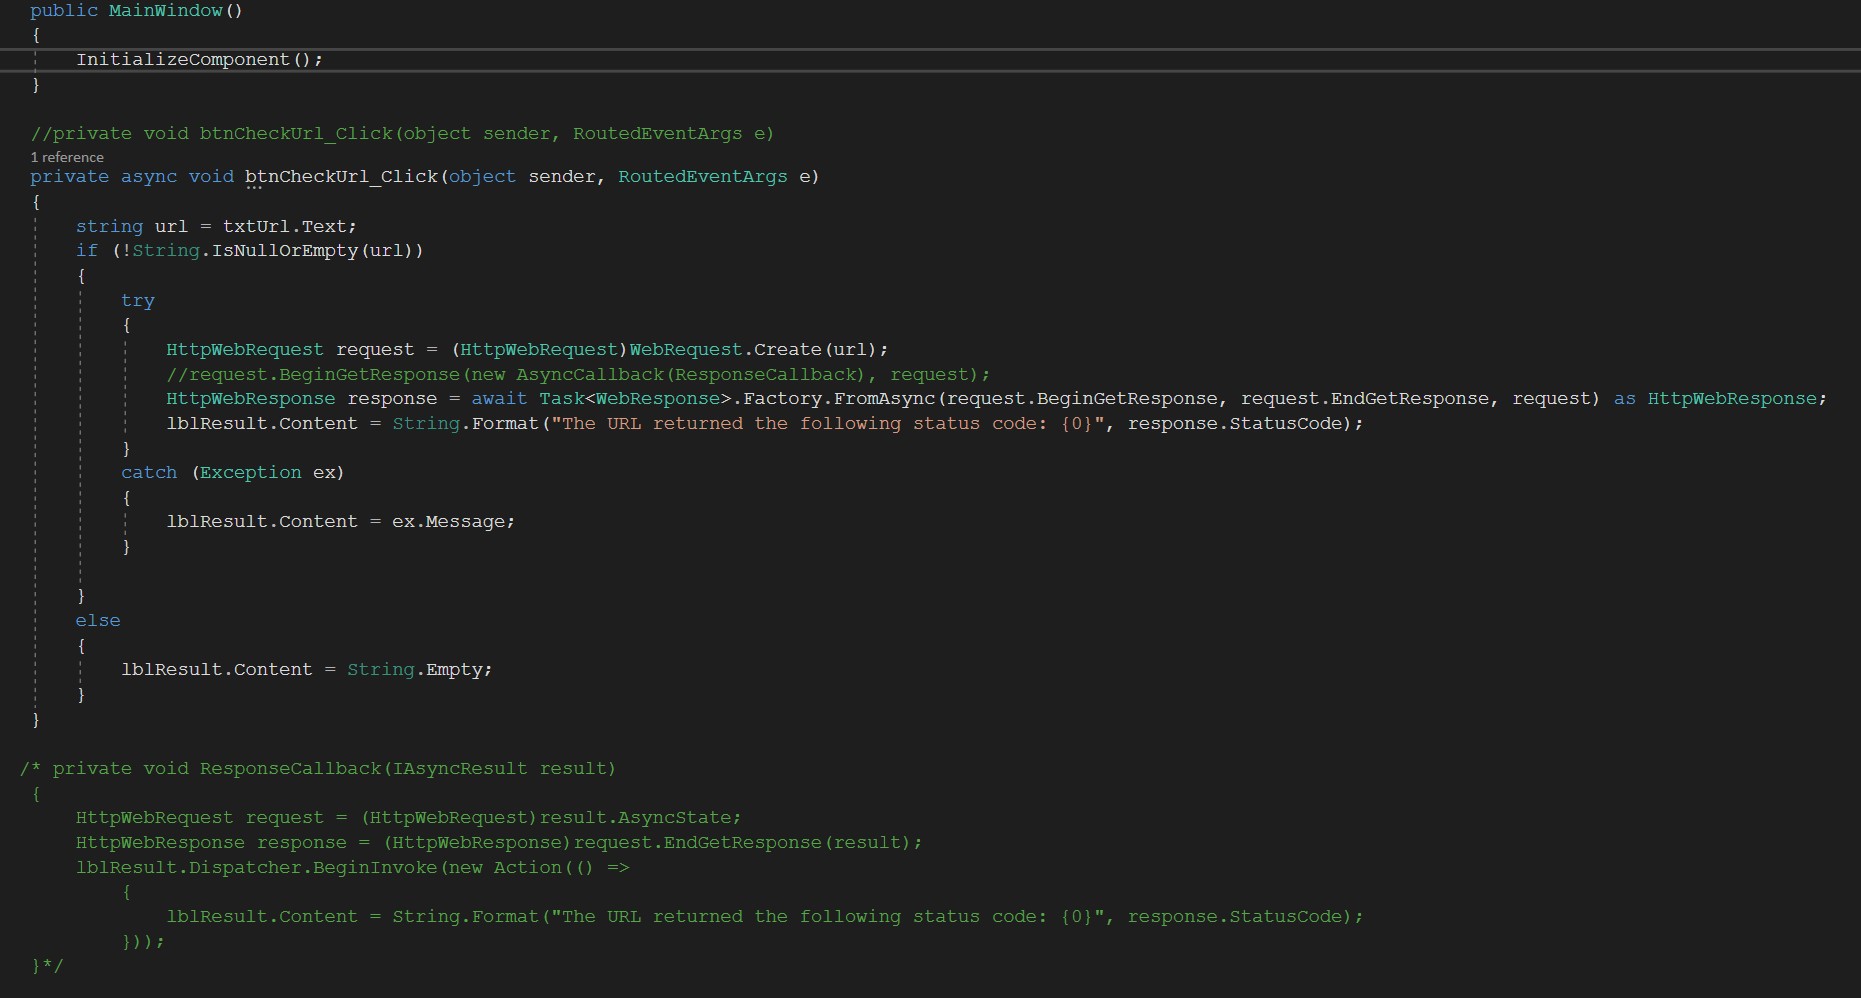 public MainWindow()
{
    InitializeComponent();
}

//private void btnCheckUrl_Click(object sender, RoutedEventArgs e)
1 reference
private async void btnCheckUrl_Click(object sender, RoutedEventArgs e)
{
    string url = txtUrl.Text;
    if (!String.IsNullOrEmpty(url))
    {
        try
        {
            HttpWebRequest request = (HttpWebRequest)WebRequest.Create(url);
            //request.BeginGetResponse(new AsyncCallback(ResponseCallback), request);
            HttpWebResponse response = await Task<WebResponse>.Factory.FromAsync(request.BeginGetResponse, request.EndGetResponse, request) as HttpWebResponse;
            lblResult.Content = String.Format("The URL returned the following status code: {0}", response.StatusCode);
        }
        catch (Exception ex)
        {
            lblResult.Content = ex.Message;
        }

    }
    else
    {
        lblResult.Content = String.Empty;
    }
}

/* private void ResponseCallback(IAsyncResult result)
 {
     HttpWebRequest request = (HttpWebRequest)result.AsyncState;
     HttpWebResponse response = (HttpWebResponse)request.EndGetResponse(result);
     lblResult.Dispatcher.BeginInvoke(new Action(() =>
         {
             lblResult.Content = String.Format("The URL returned the following status code: {0}", response.StatusCode);
         }));
 }*/